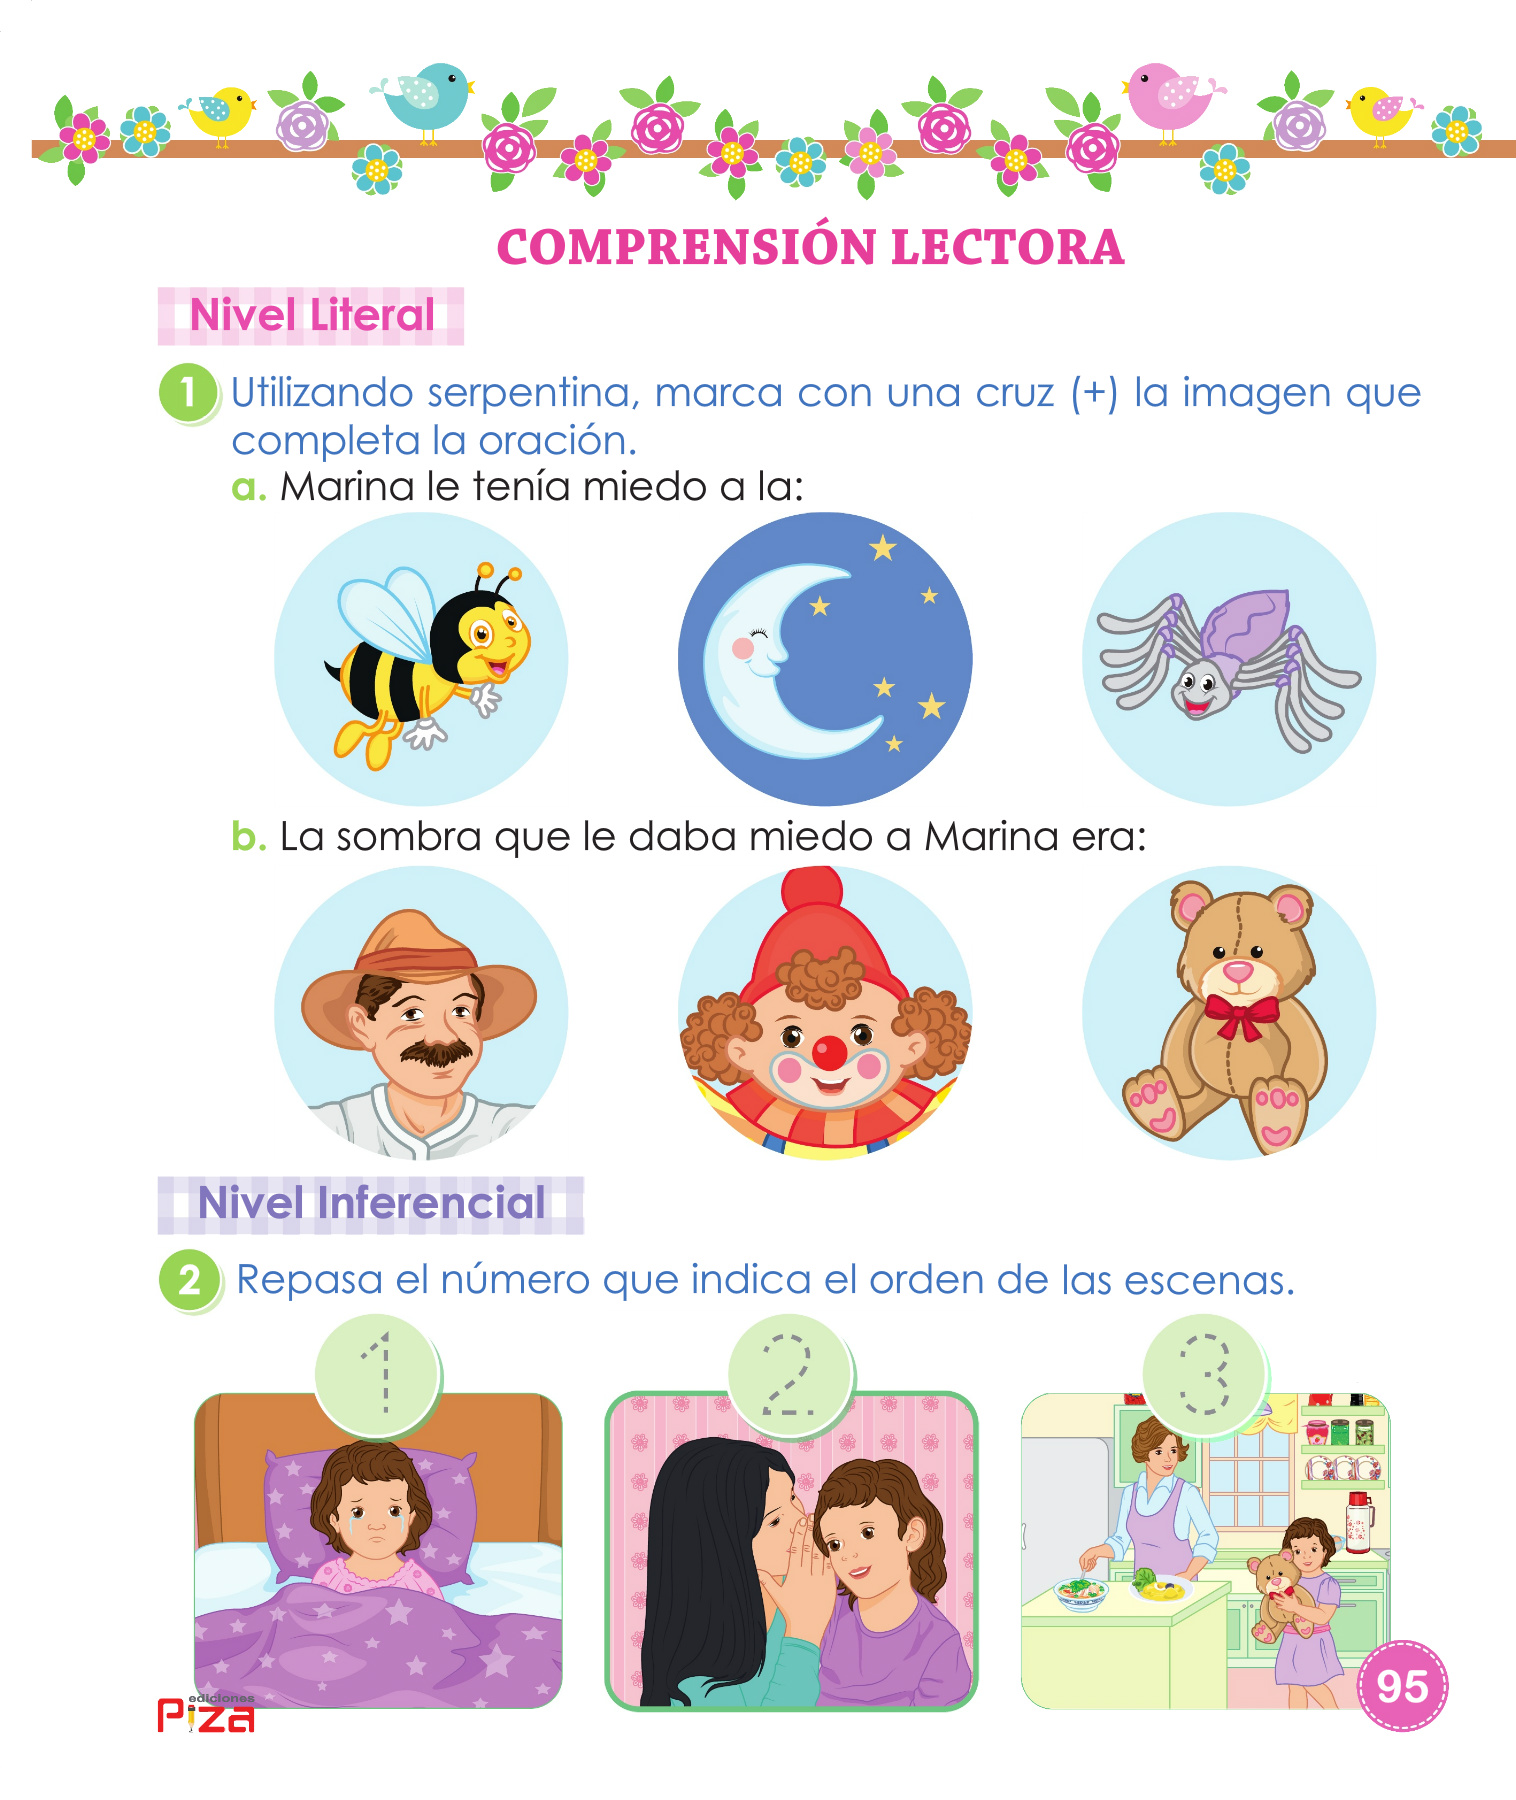 COMPRENSIÓN LECTORA
Nivel Literal
1 Utilizando serpentina, marca con una cruz (+) la imagen que
completa la oración.
a. Marina le tenía miedo a la:
b. La sombra que le daba miedo a Marina era:
Nivel Inferencial
2 Repasa el número que indica el orden de las escenas.
1 2 3
ediciones
Piza
95